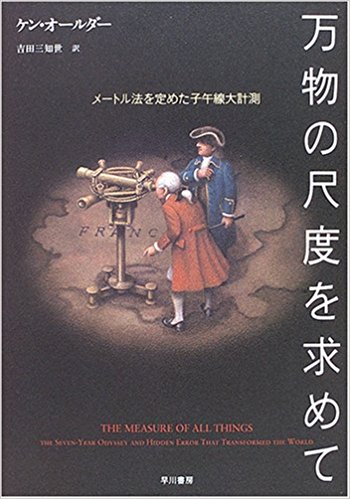 ケン・オールダー
吉田三知世 訳
万物の尺度を求めて
メートル法を定めた子午線大計測
FRANC
THE MEASURE OF ALL THINGS
THE SEVEN-YEAR ODYSSEY AND HIDDEN ERROR THAT TRANSFORMED THE WORLD
早川書房